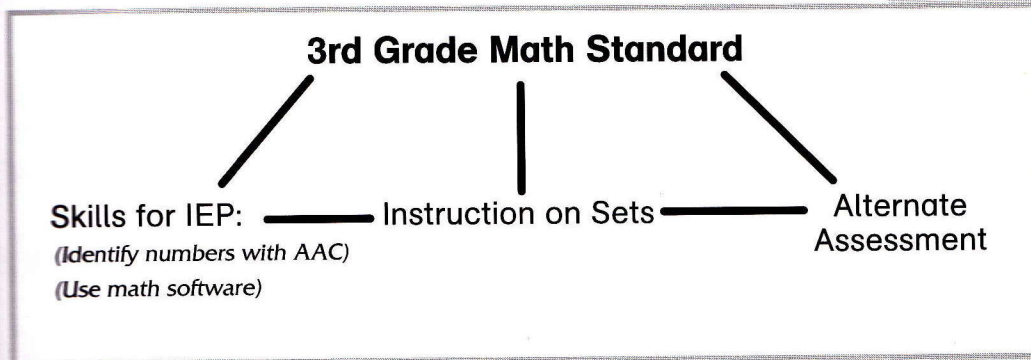 3rd Grade Math Standard
Skills for IEP:
(Identify numbers with AAC)
(Use math software)
Instruction on Sets
Alternate
Assessment